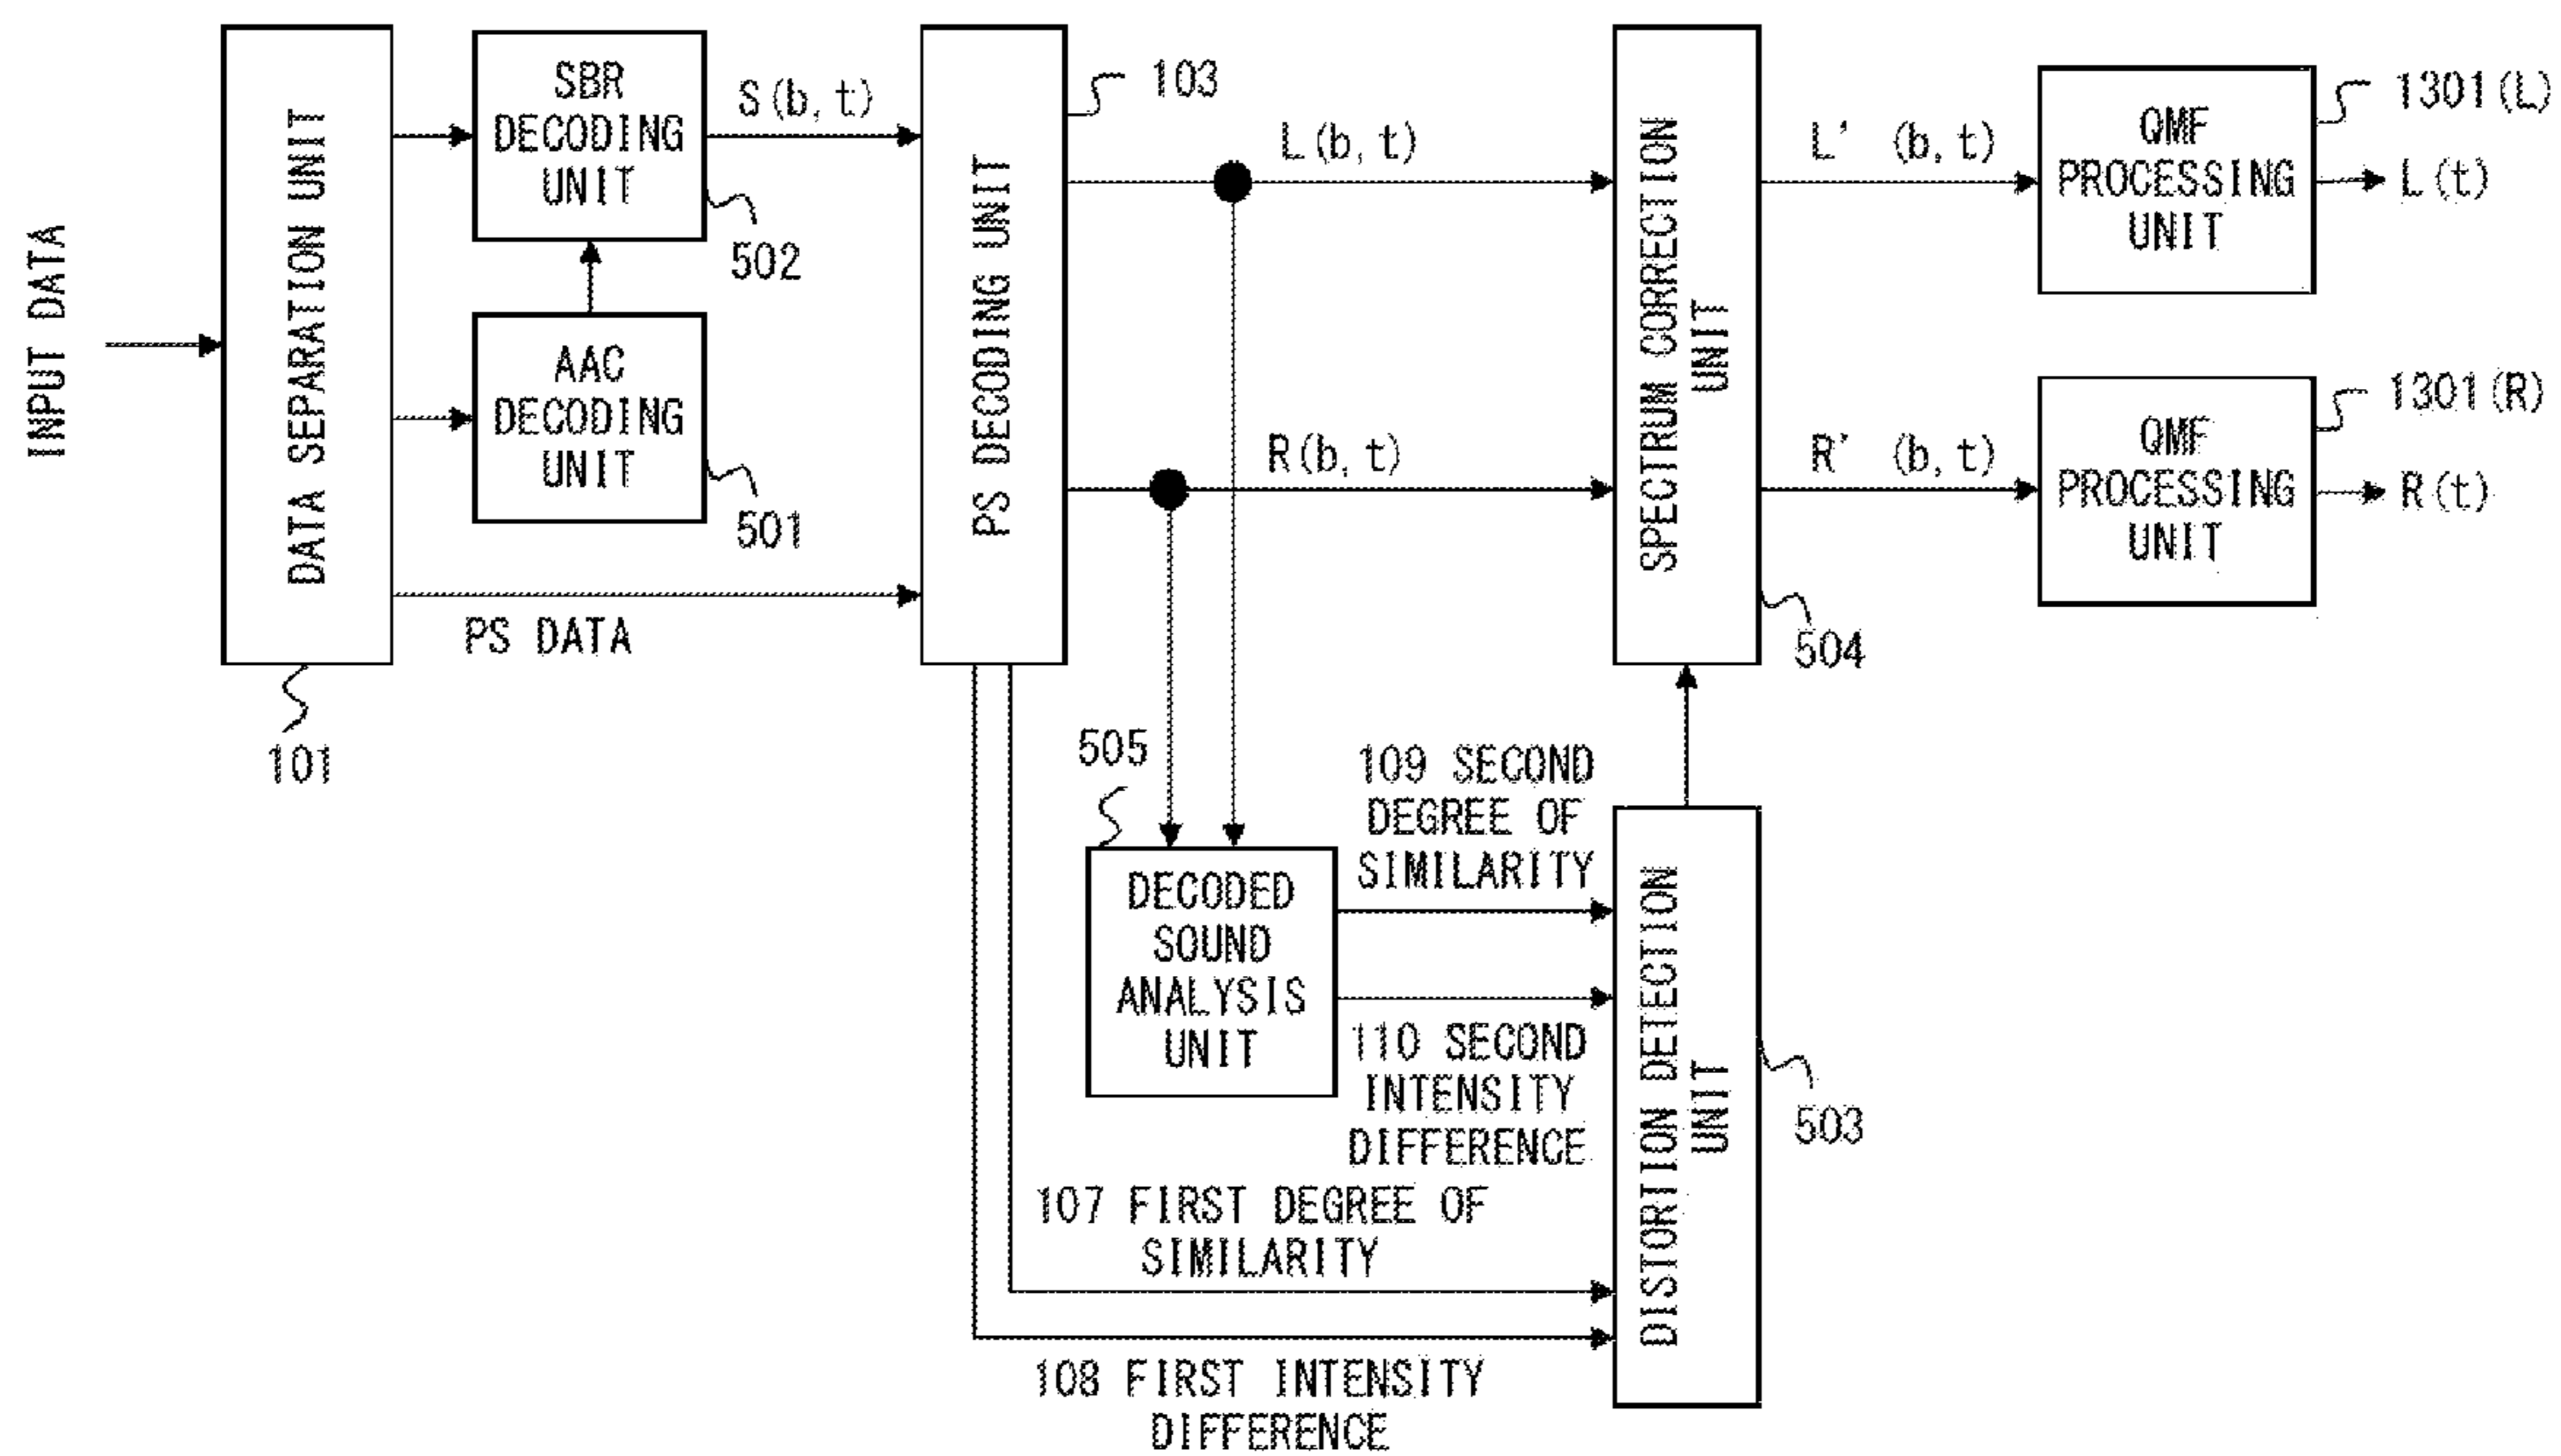 INPUT DATA
DATA SEPARATION UNIT
101
SBR
DECODING
UNIT
502
AAC
DECODING
UNIT
501
S(b, t)
PS DATA
PS DECODING UNIT
103
L(b, t)
R(b, t)
SPECTRUM CORRECTION
UNIT
504
L' (b, t)
R' (b, t)
QMF
PROCESSING
UNIT
1301(L)
L(t)
QMF
PROCESSING
UNIT
1301(R)
R(t)
505
DECODED
SOUND
ANALYSIS
UNIT
109 SECOND
DEGREE OF
SIMILARITY
110 SECOND
INTENSITY
DIFFERENCE
107 FIRST DEGREE OF
SIMILARITY
108 FIRST INTENSITY
DIFFERENCE
DISTORTION DETECTION
UNIT
503